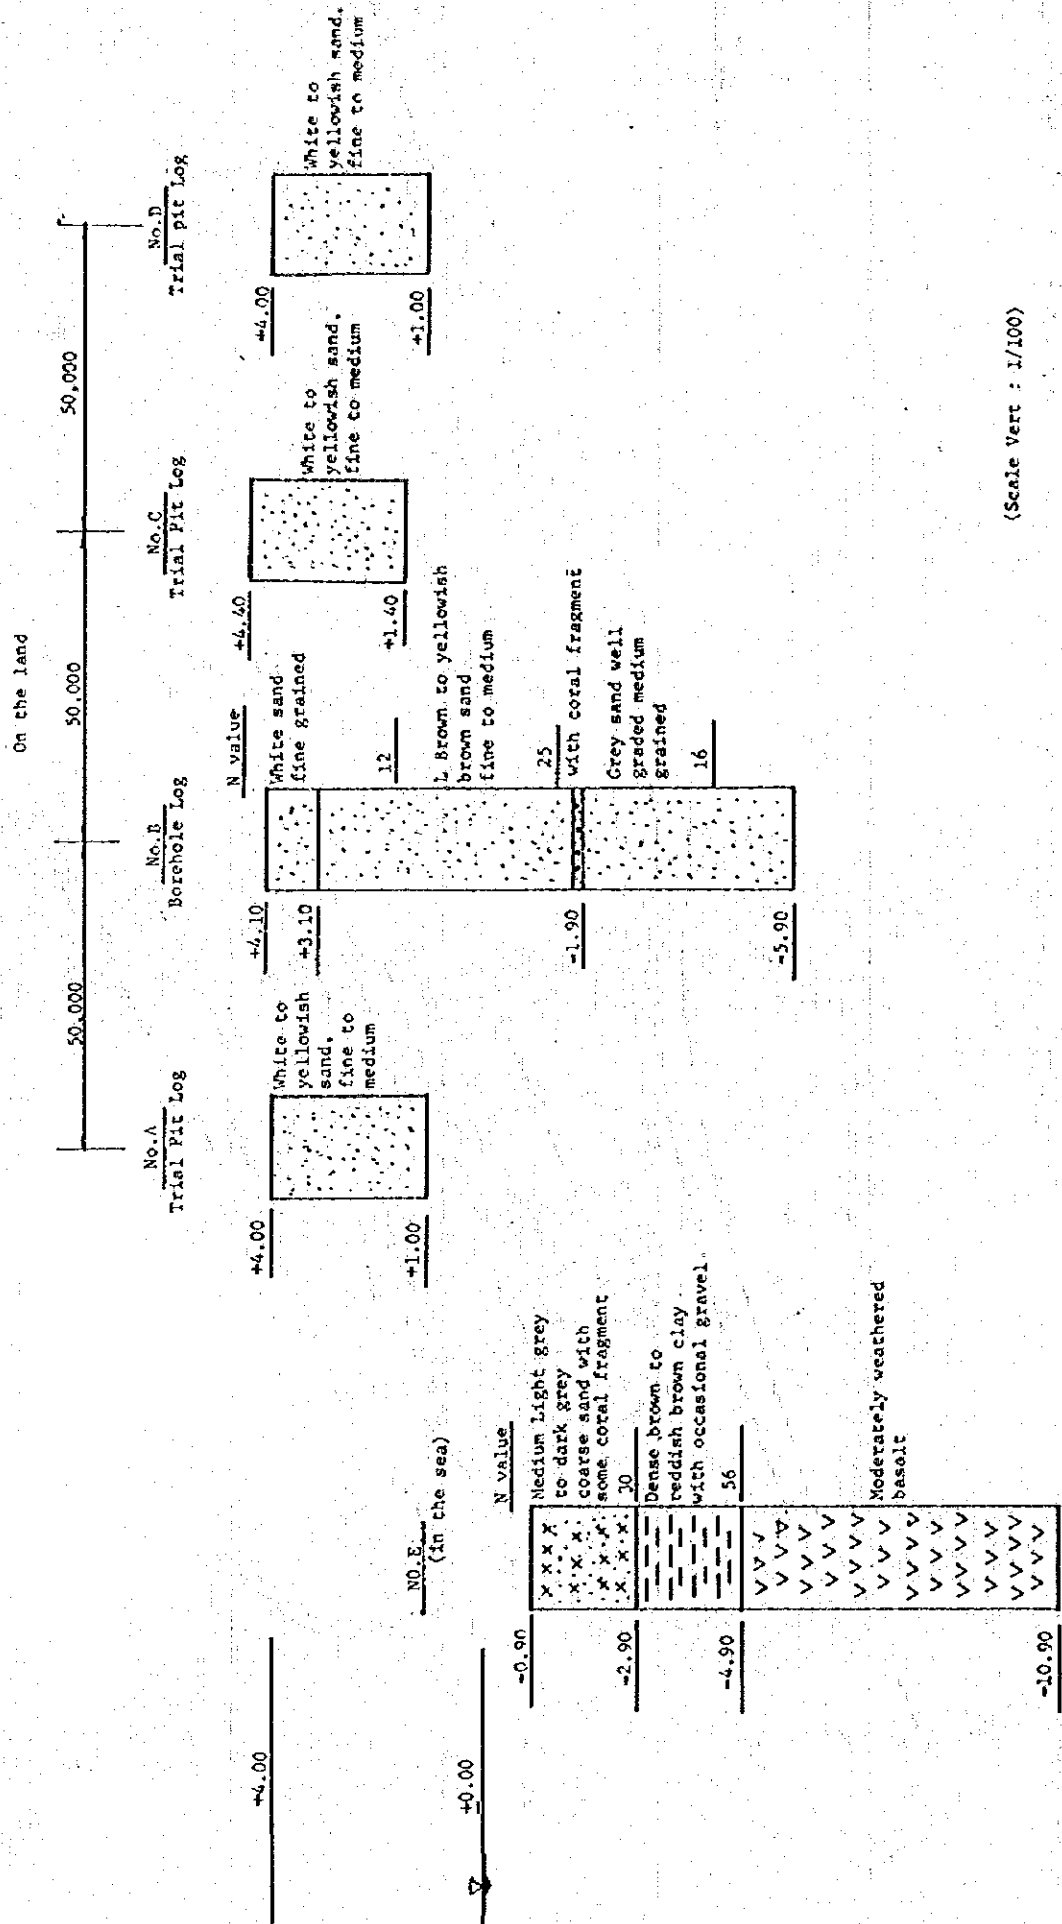 On the land
50,000
50,000
50,000
No.A
Trial Pit Log
No.B
Borehole Log
No.C
Trial Pit Log
No.D
Trial pit Log
+4.00
±0.00
NO.E
(in the sea)
N value
-0.90
Medium Light grey
to dark grey
coarse sand with
some coral fragment
30
-2.90
Dense brown to
reddish brown clay
with occasional gravel
56
-4.90
Moderately weathered
basalt
-10.90
+4.00
White to
yellowish
sand.
fine to
medium
+1.00
N value
+4.10
White sand
fine grained
+3.10
12
L Brown to yellowish
brown sand
fine to medium
25
with coral fragment
-1.90
Grey sand well
graded medium
grained
16
-5.90
+4.40
White to
yellowish sand.
fine to medium
+1.40
+4.00
White to
yellowish sand.
fine to medium
+1.00
(Scale Vert : 1/100)